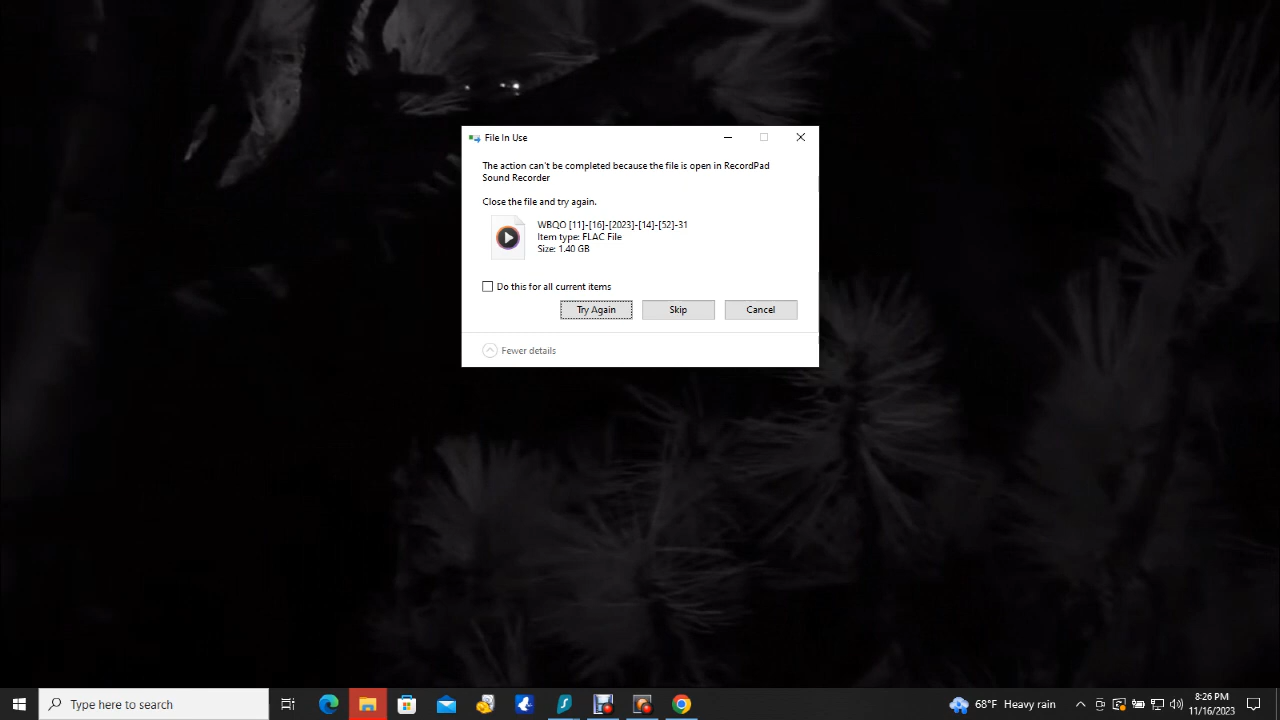 File In Use
The action can't be completed because the file is open in RecordPad
Sound Recorder
Close the file and try again.
WBQO [11]-[16]-[2023]-[14]-[52]-31
Item type: FLAC File
Size: 1.40 GB
Do this for all current items
Try Again
Skip
Cancel
Fewer details
Type here to search
68°F Heavy rain
8:26 PM
11/16/2023